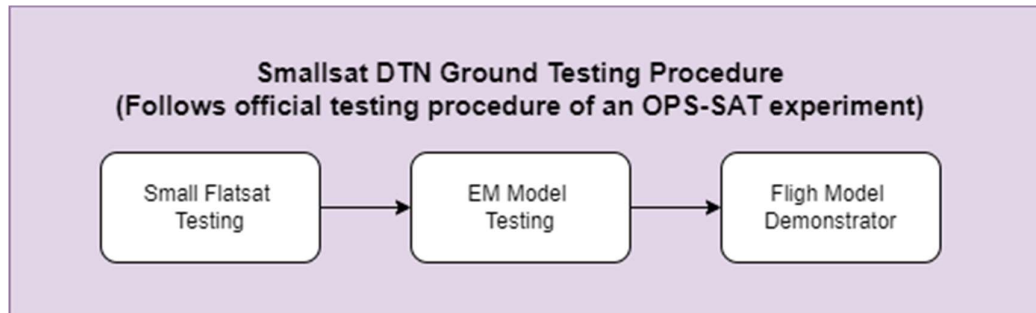 Smallsat DTN Ground Testing Procedure
(Follows official testing procedure of an OPS-SAT experiment)
Small Flatsat
Testing
EM Model
Testing
Fligh Model
Demonstrator